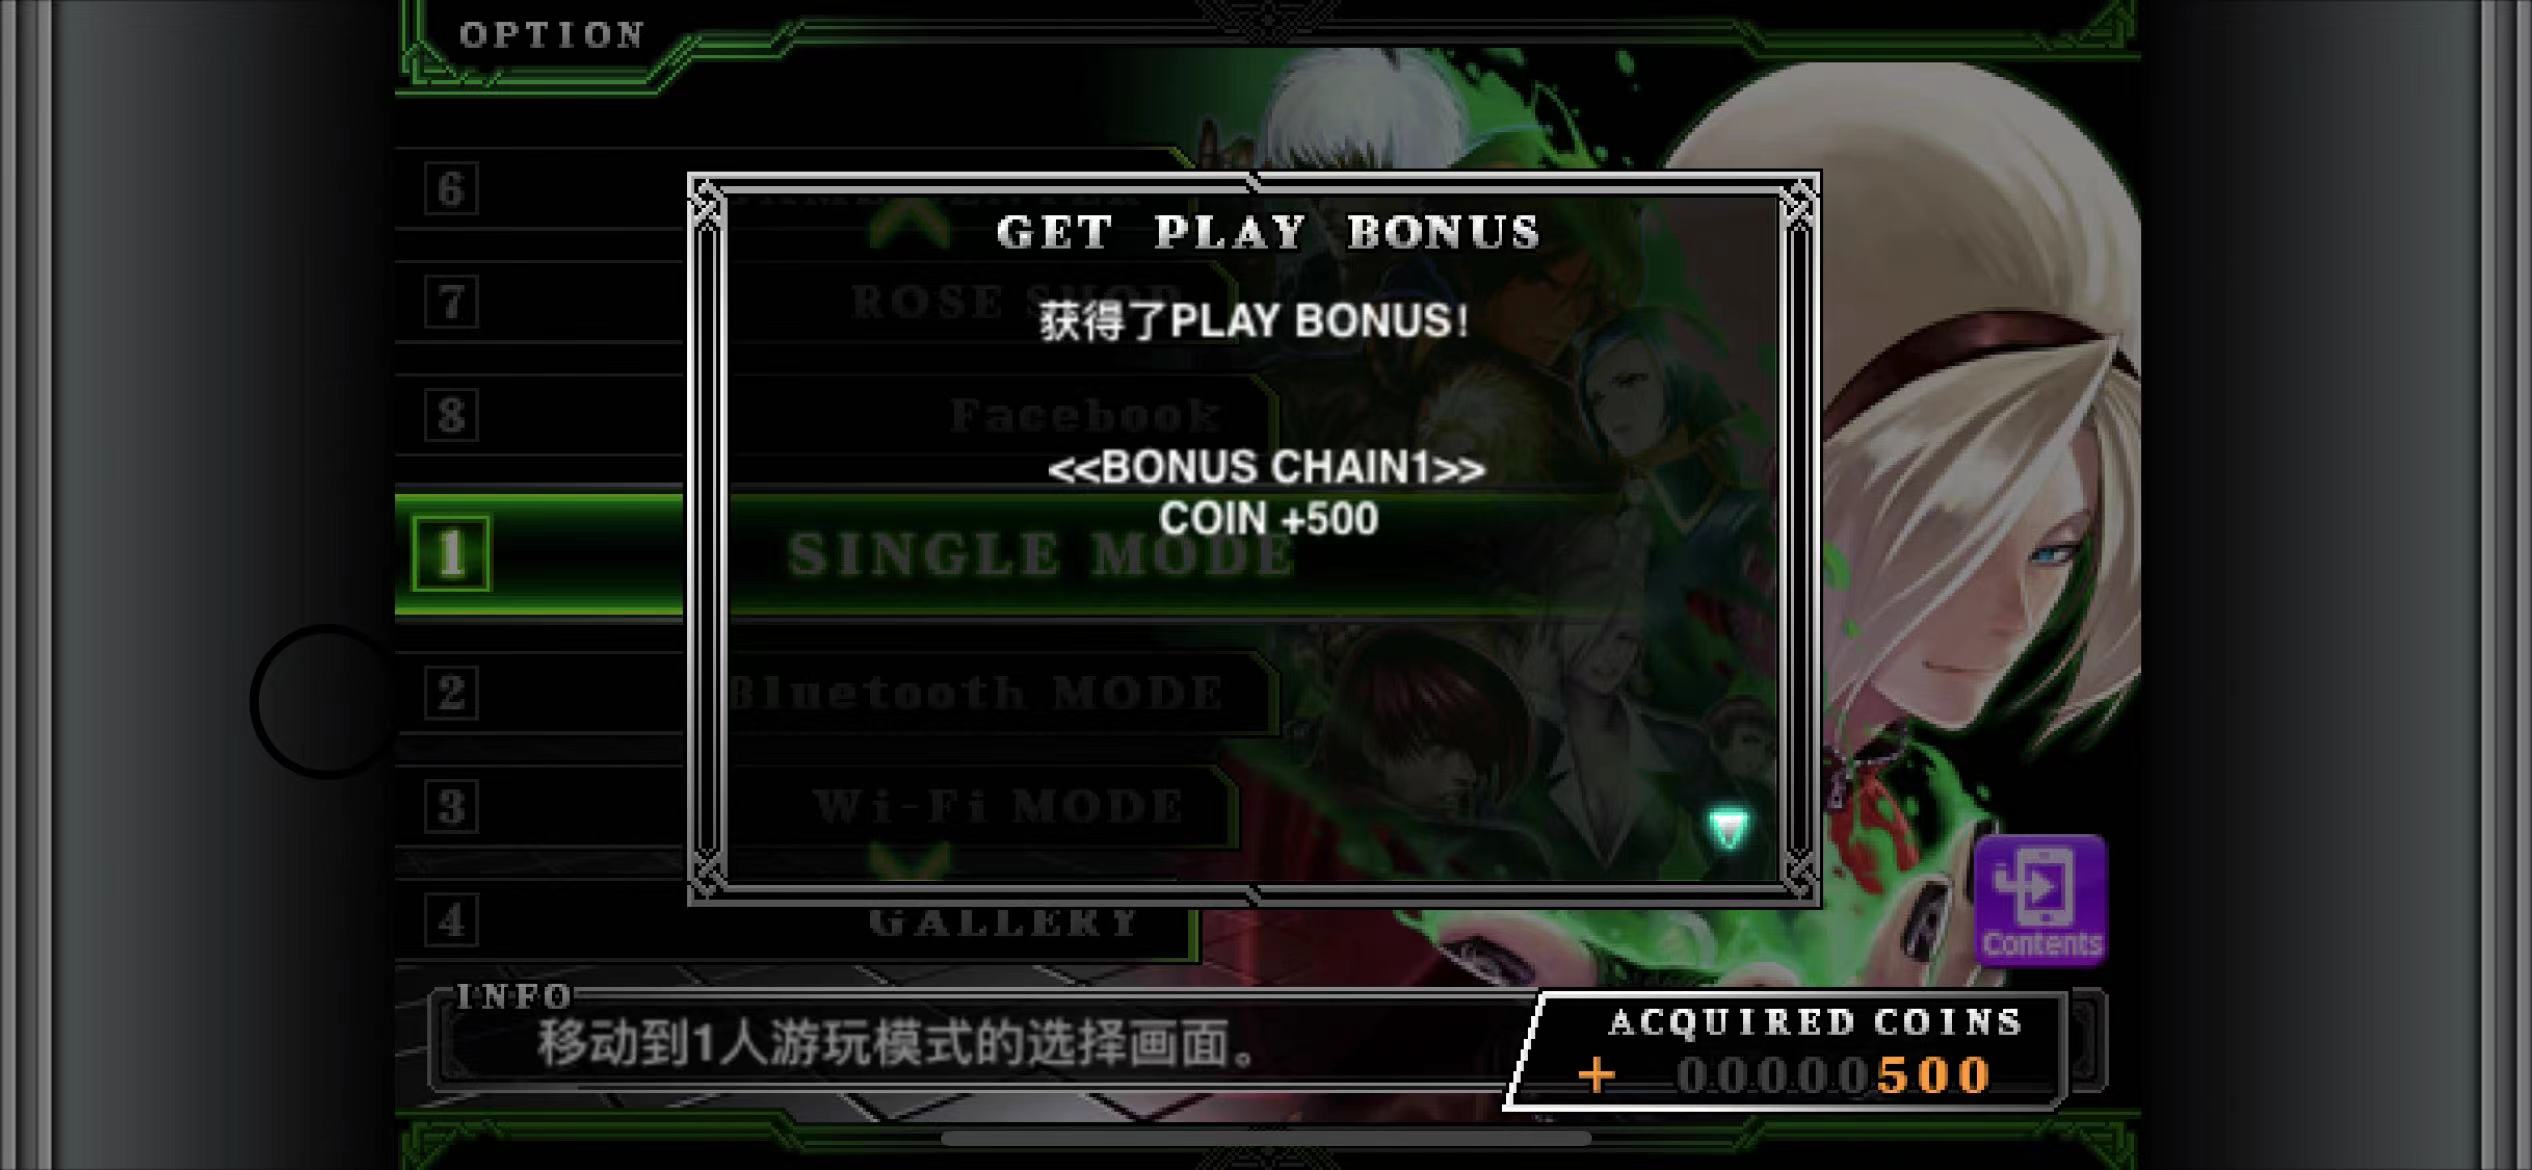 OPTION
6
GET PLAY BONUS
7
ROSE SHOP
获得了PLAY BONUS!
8
Facebook
<<BONUS CHAIN1>>
COIN +500
1
SINGLE MODE
2
Bluetooth MODE
3
Wi-Fi MODE
4
GALLERY
Contents
INFO
移动到1人游玩模式的选择画面。
ACQUIRED COINS
+ 00000500